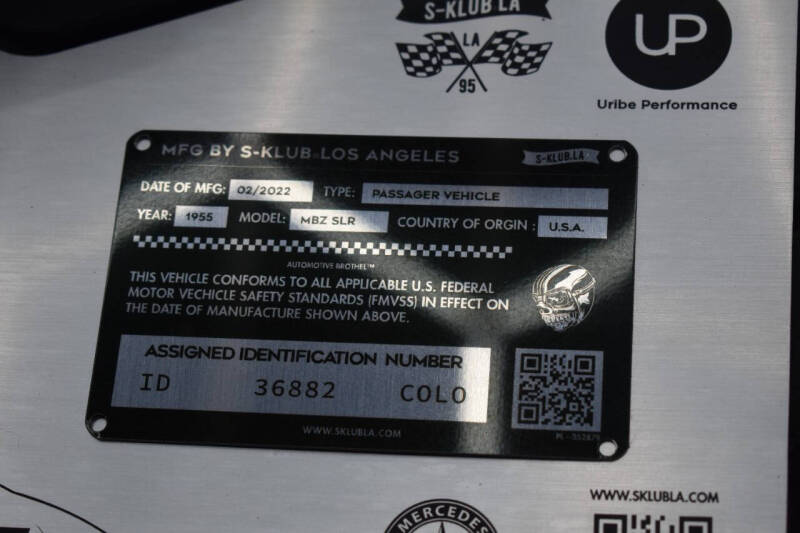 S-KLUB LA
LA
95
UP
Uribe Performance
MFG BY S-KLUB LOS ANGELES
S-KLUB LA
DATE OF MFG: 02/2022 TYPE: PASSAGER VEHICLE
YEAR: 1955 MODEL: MBZ SLR COUNTRY OF ORGIN : U.S.A.
AUTOMOTIVE BROTHEL™
THIS VEHICLE CONFORMS TO ALL APPLICABLE U.S. FEDERAL
MOTOR VECHICLE SAFETY STANDARDS (FMVSS) IN EFFECT ON
THE DATE OF MANUFACTURE SHOWN ABOVE.
ASSIGNED IDENTIFICATION NUMBER
ID 36882 COLO
WWW.SKLUBLA.COM
WWW.SKLUBLA.COM
MERCEDES